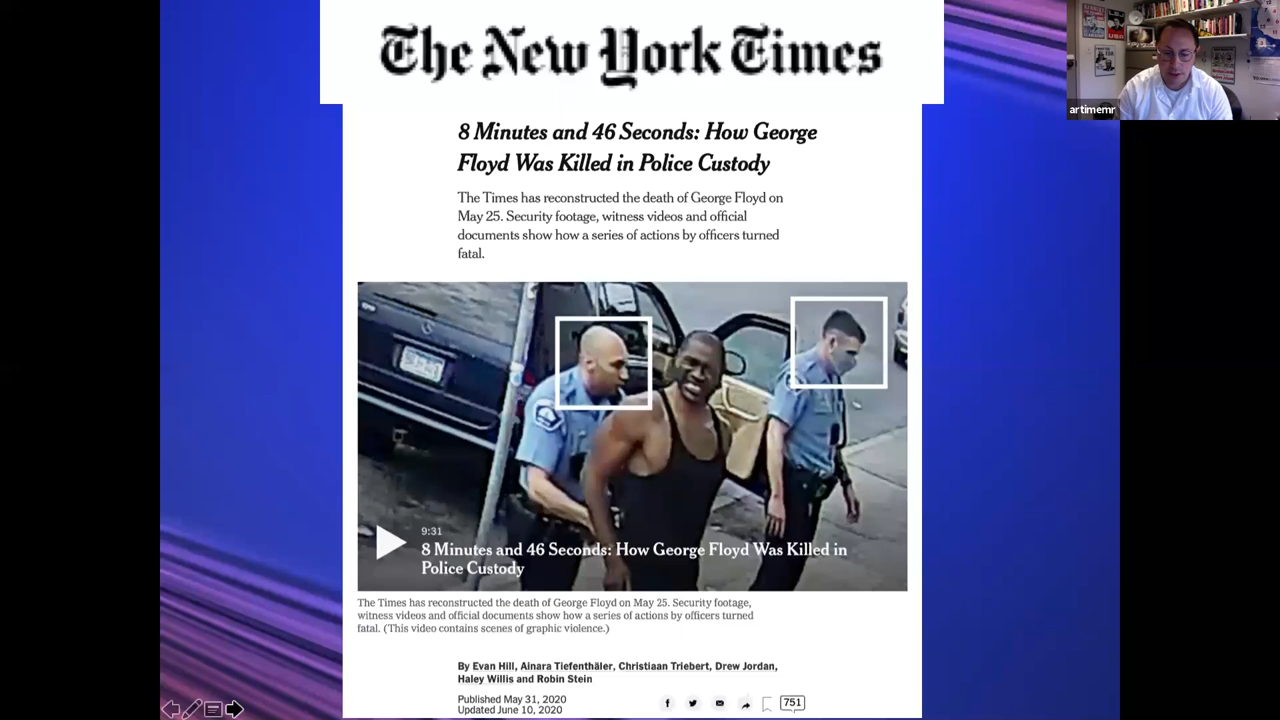 The New York Times
artimemr
8 Minutes and 46 Seconds: How George
Floyd Was Killed in Police Custody
The Times has reconstructed the death of George Floyd on
May 25. Security footage, witness videos and official
documents show how a series of actions by officers turned
fatal.
9:31
8 Minutes and 46 Seconds: How George Floyd Was Killed in
Police Custody
The Times has reconstructed the death of George Floyd on May 25. Security footage,
witness videos and official documents show how a series of actions by officers turned
fatal. (This video contains scenes of graphic violence.)
By Evan Hill, Ainara Tiefenthäler, Christiaan Triebert, Drew Jordan,
Haley Willis and Robin Stein
Published May 31, 2020
Updated June 10, 2020
751